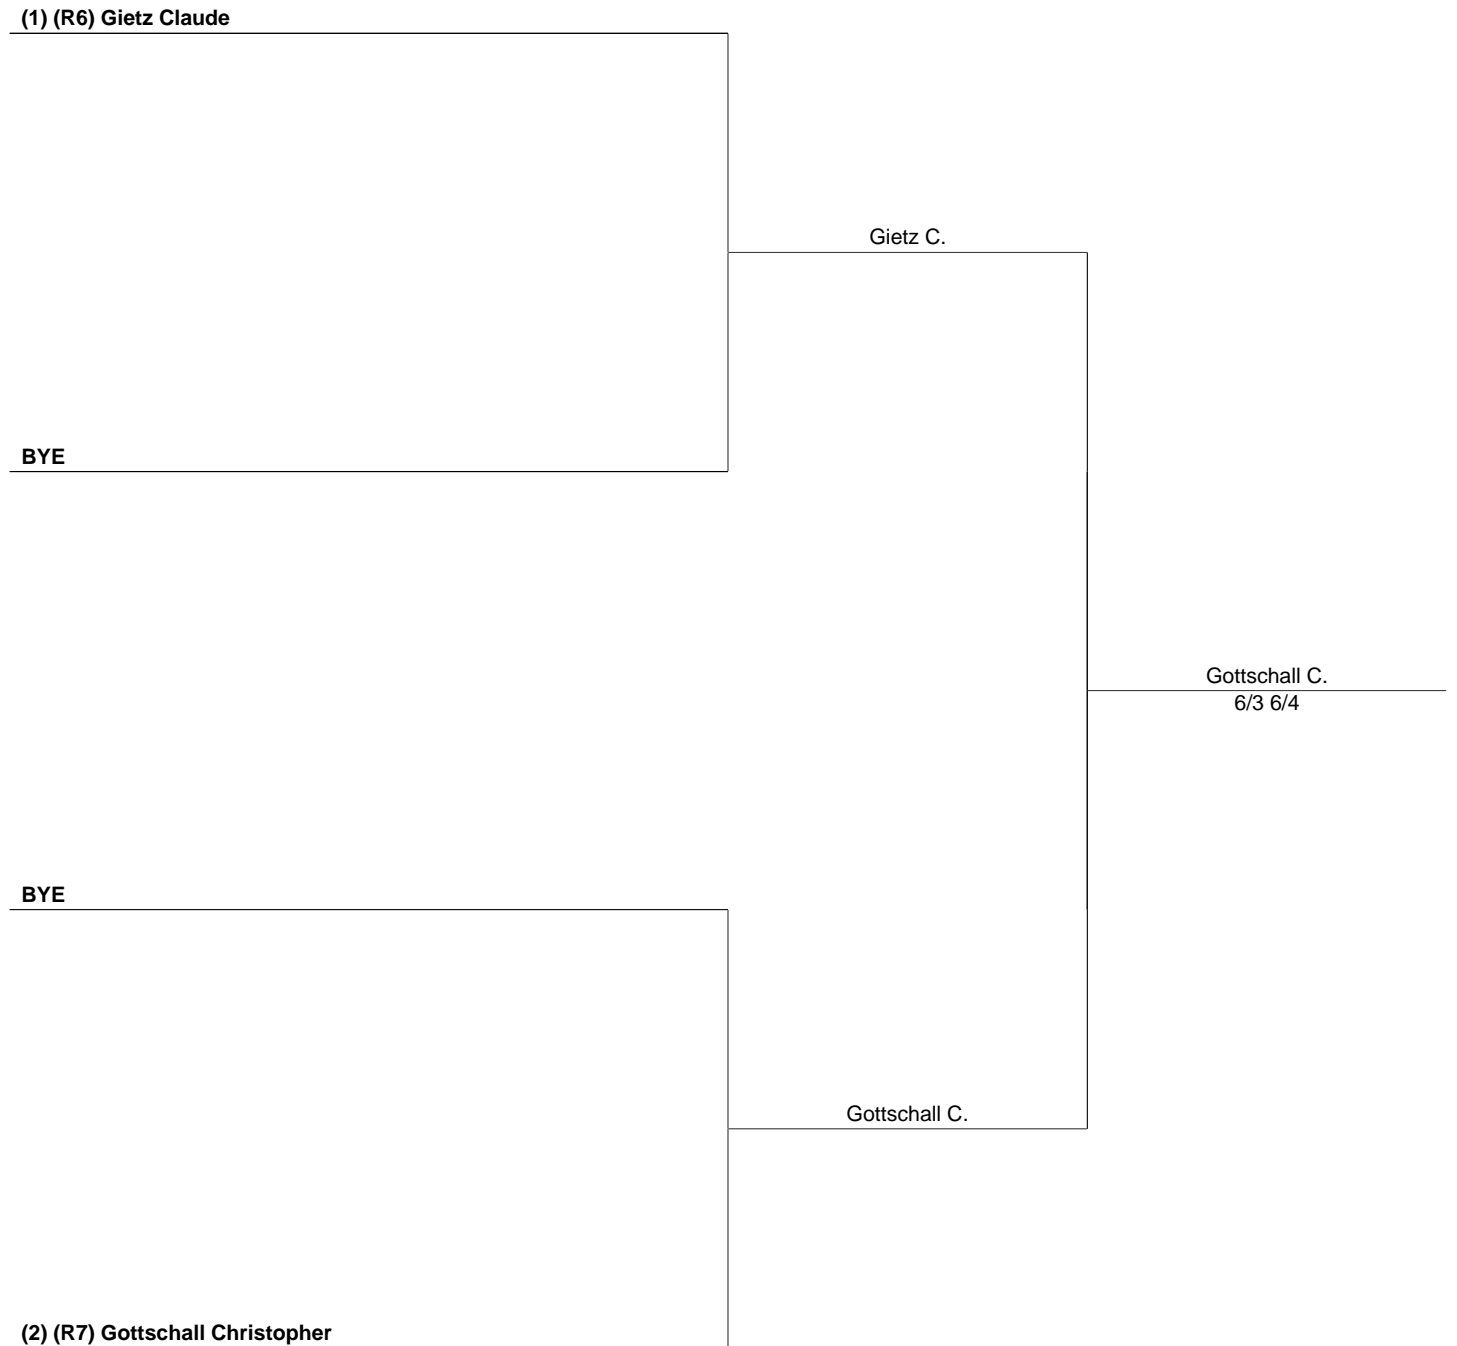 (1) (R6) Gietz Claude
Gietz C.
BYE
Gottschall C.
6/3 6/4
BYE
Gottschall C.
(2) (R7) Gottschall Christopher